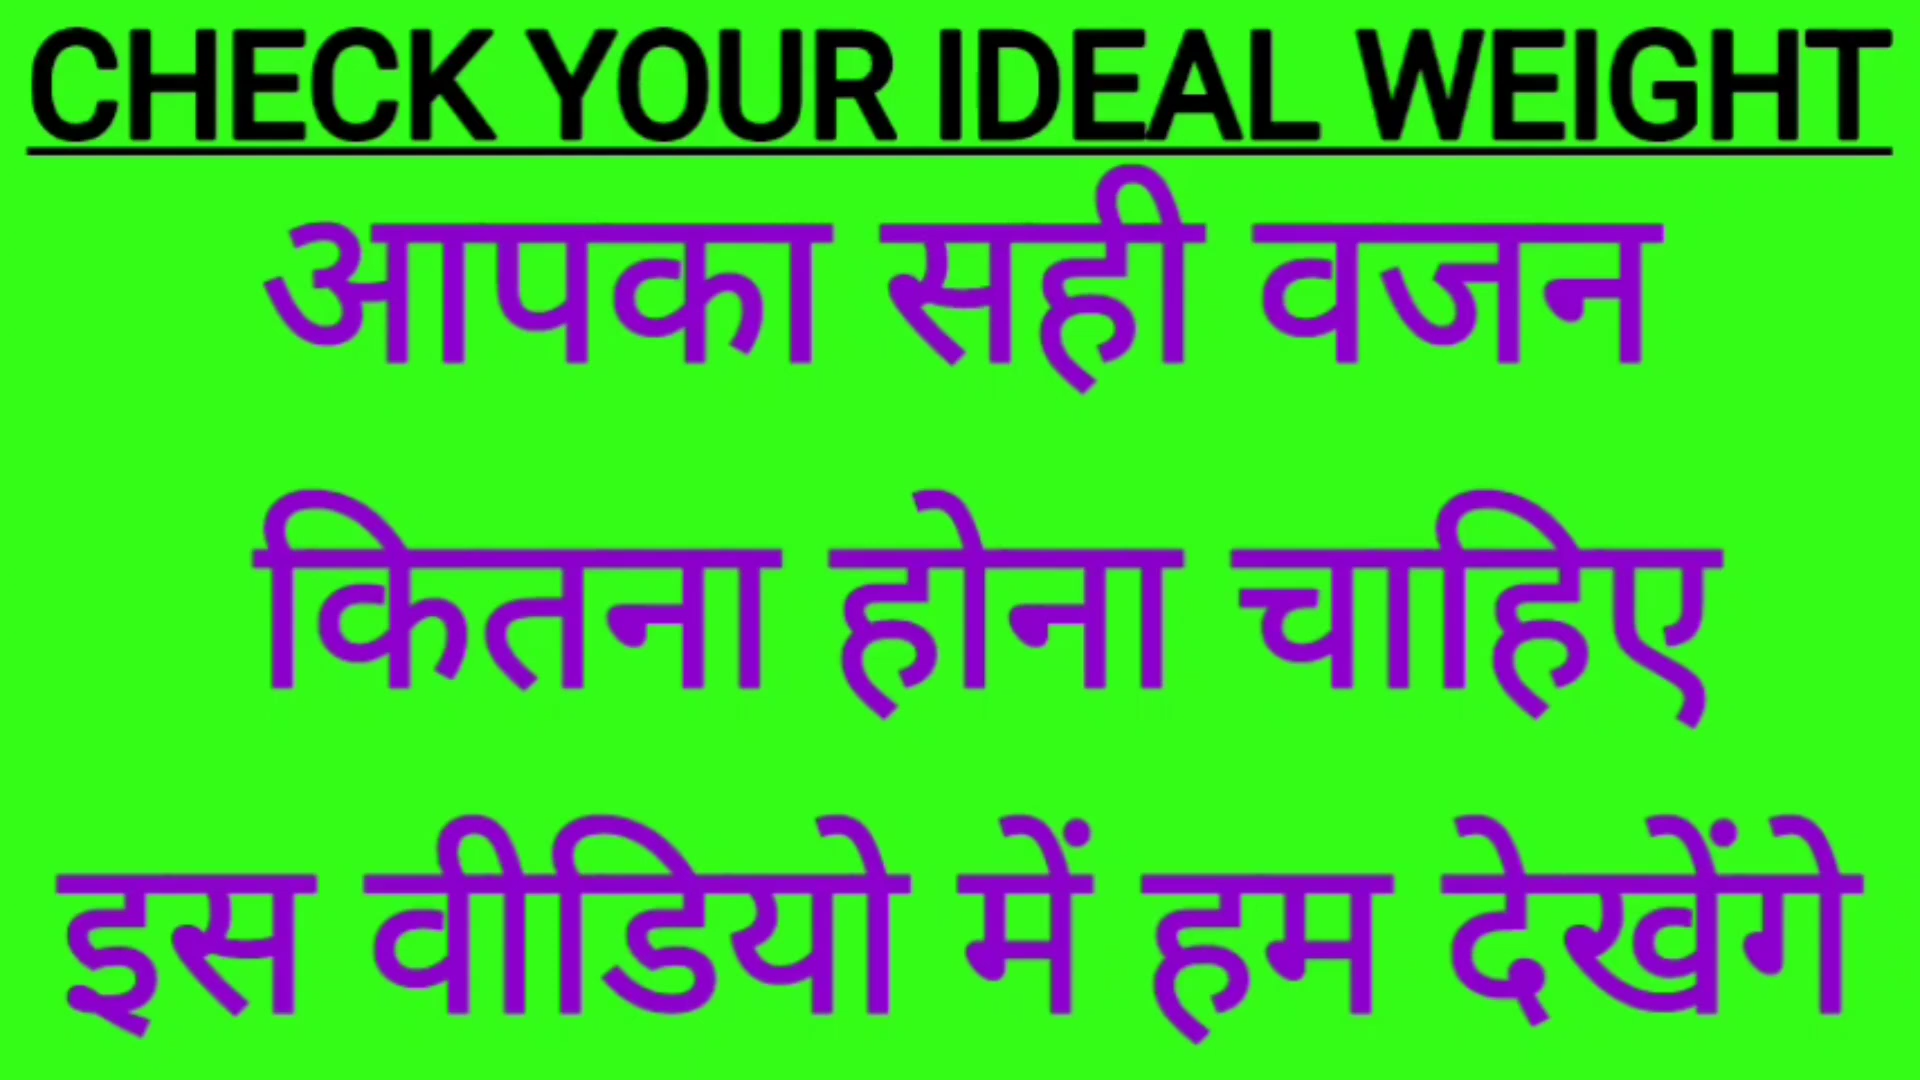 CHECK YOUR IDEAL WEIGHT
आपका सही वजन
कितना होना चाहिए
इस वीडियो में हम देखेंगे